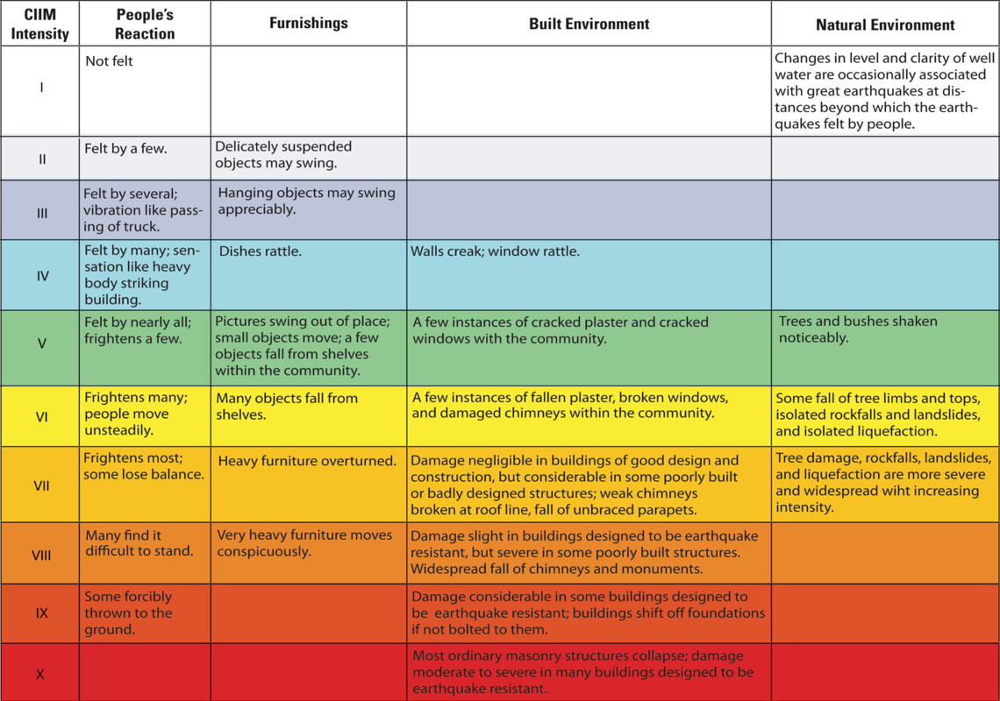 CIIM
Intensity
People’s
Reaction
Furnishings
Built Environment
Natural Environment
I
Not felt
Changes in level and clarity of well
water are occasionally associated
with great earthquakes at dis-
tances beyond which the earth-
quakes felt by people.
II
Felt by a few.
Delicately suspended
objects may swing.
III
Felt by several;
vibration like pass-
ing of truck.
Hanging objects may swing
appreciably.
IV
Felt by many; sen-
sation like heavy
body striking
building.
Dishes rattle.
Walls creak; window rattle.
V
Felt by nearly all;
frightens a few.
Pictures swing out of place;
small objects move; a few
objects fall from shelves
within the community.
A few instances of cracked plaster and cracked
windows with the community.
Trees and bushes shaken
noticeably.
VI
Frightens many;
people move
unsteadily.
Many objects fall from
shelves.
A few instances of fallen plaster, broken windows,
and damaged chimneys within the community.
Some fall of tree limbs and tops,
isolated rockfalls and landslides,
and isolated liquefaction.
VII
Frightens most;
some lose balance.
Heavy furniture overturned.
Damage negligible in buildings of good design and
construction, but considerable in some poorly built
or badly designed structures; weak chimneys
broken at roof line, fall of unbraced parapets.
Tree damage, rockfalls, landslides,
and liquefaction are more severe
and widespread wiht increasing
intensity.
VIII
Many find it
difficult to stand.
Very heavy furniture moves
conspicuously.
Damage slight in buildings designed to be earthquake
resistant, but severe in some poorly built structures.
Widespread fall of chimneys and monuments.
IX
Some forcibly
thrown to the
ground.
Damage considerable in some buildings designed to
be earthquake resistant; buildings shift off foundations
if not bolted to them.
X
Most ordinary masonry structures collapse; damage
moderate to severe in many buildings designed to be
earthquake resistant.